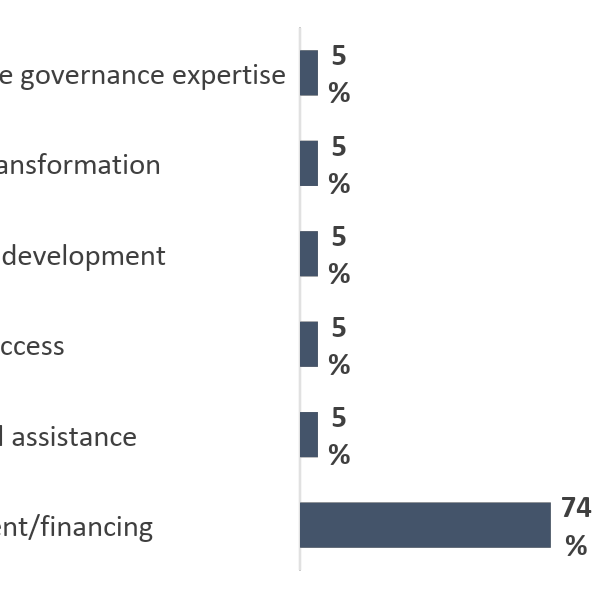 e governance expertise
5
%
ansformation
5
%
development
5
%
ccess
5
%
assistance
5
%
ent/financing
74
%